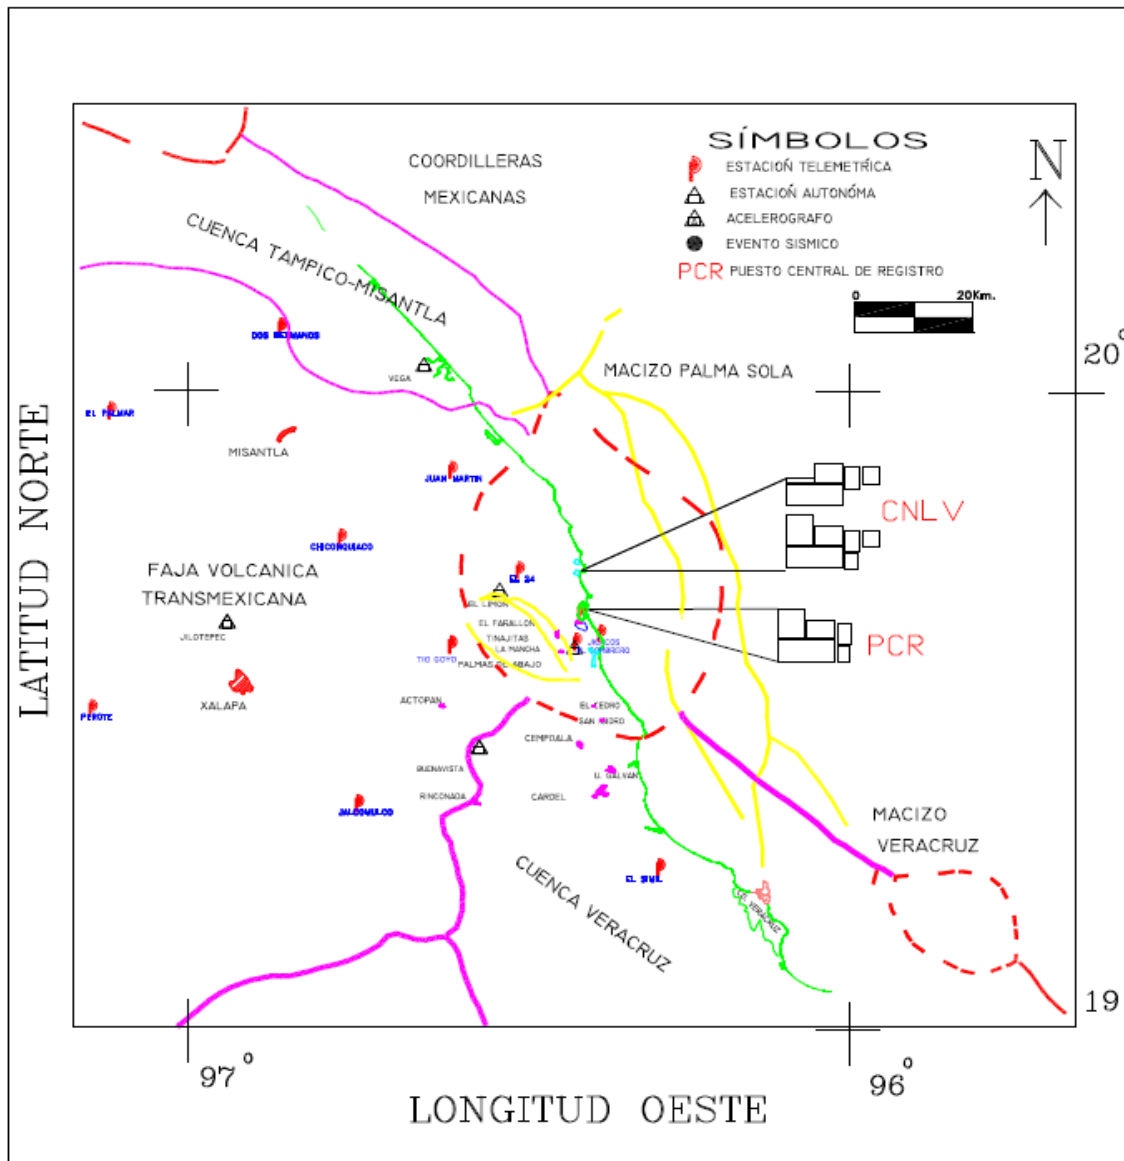 COORDILLERAS
MEXICANAS
SÍMBOLOS
ESTACIOŃ TELEMETRÍCA
ESTACIOŃ AUTONÓMA
ACELEROGRAFO
EVENTO SISMICO
PCR PUESTO CENTRAL DE REGISTRO
N
0 20Km.
CUENCA TAMPICO-MISANTLA
DOS HERMANOS
VEGA
MACIZO PALMA SOLA
20°
EL PALMAR
MISANTLA
JUAN MARTIN
CHICONQUIACO
CNLV
FAJA VOLCANICA
TRANSMEXICANA
EL 24
EL LIMON
JILOTEPEC
EL FARALLON
TINAJITAS
LA MANCHA
TIO GOYO
PALMAS DE ABAJO
PCR
XALAPA
PEROTE
ACTOPAN
EL CEDRO
SAN ISIDRO
CEMPOALA
BUENAVISTA
U. GALVAN
RINCONADA
CARDEL
JALCOMULCO
MACIZO
VERACRUZ
EL SIMIL
CUENCA VERACRUZ
VERACRUZ
19
97°
96°
LATITUD NORTE
LONGITUD OESTE